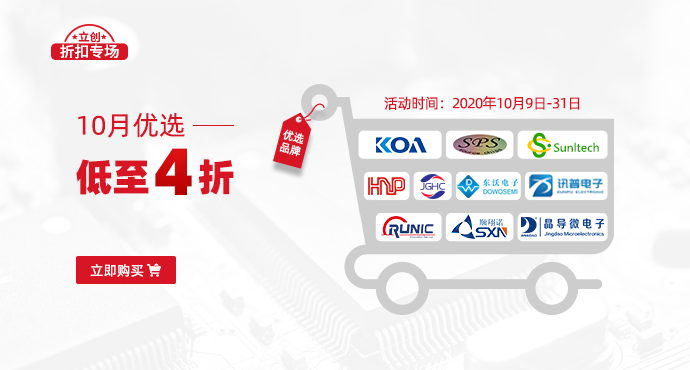 立创
折扣专场
10月优选
低至4折
立即购买
优选
品牌
活动时间：2020年10月9日-31日
KOA
SPS
Sunltech
HNP
JGHC
东沃电子
DOWOSEMI
讯普电子
RUNIC
顺翔诺
SXN
晶导微电子
Jingdao Microelectronics